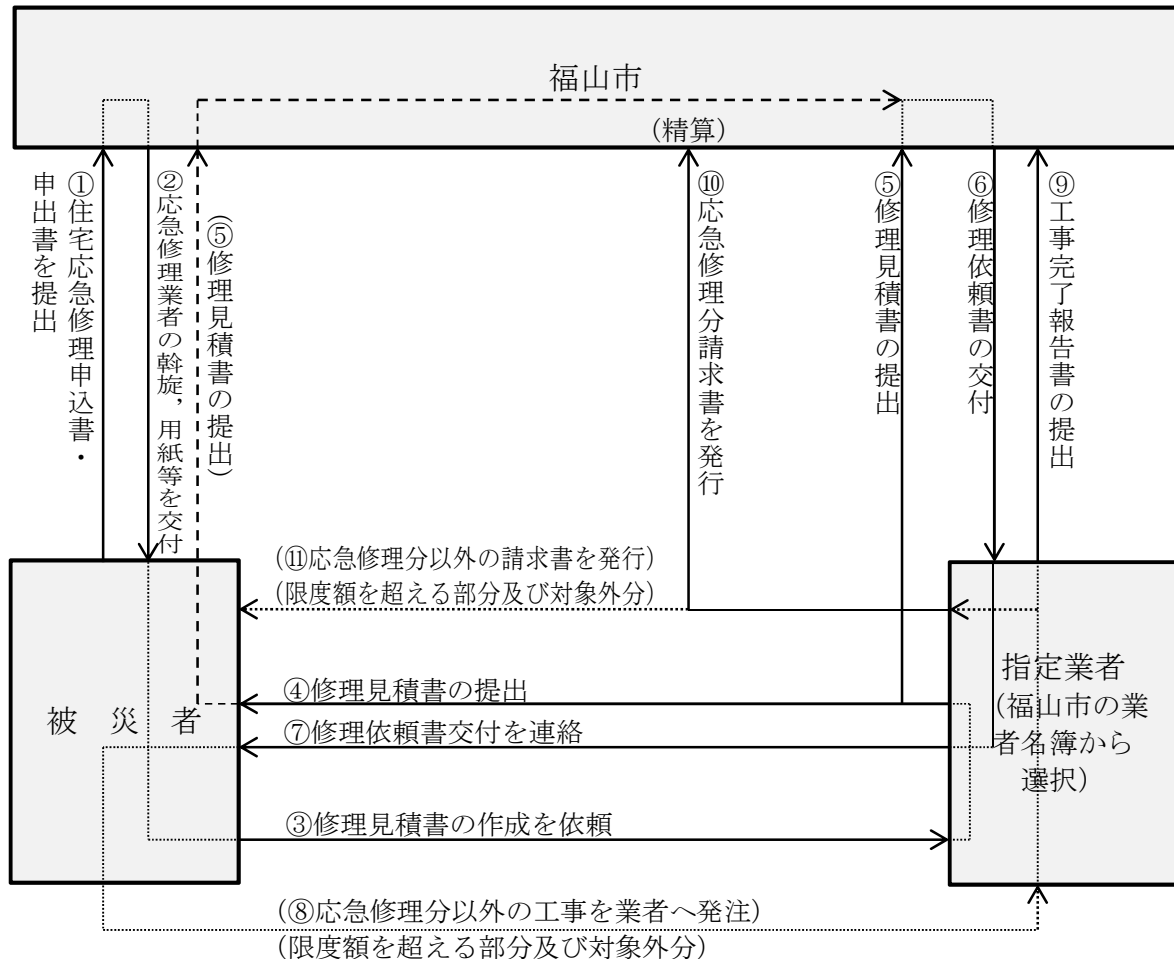 福山市
(精算)
①住宅応急修理申込書・
申出書を提出
②応急修理業者の斡旋，用紙等を交付
(⑤修理見積書の提出)
⑩応急修理分請求書を発行
⑤修理見積書の提出
⑥修理依頼書の交付
⑨工事完了報告書の提出
(⑪応急修理分以外の請求書を発行)
(限度額を超える部分及び対象外分)
④修理見積書の提出
⑦修理依頼書交付を連絡
③修理見積書の作成を依頼
被　災　者
指定業者
(福山市の業
者名簿から
選択)
(⑧応急修理分以外の工事を業者へ発注)
(限度額を超える部分及び対象外分)